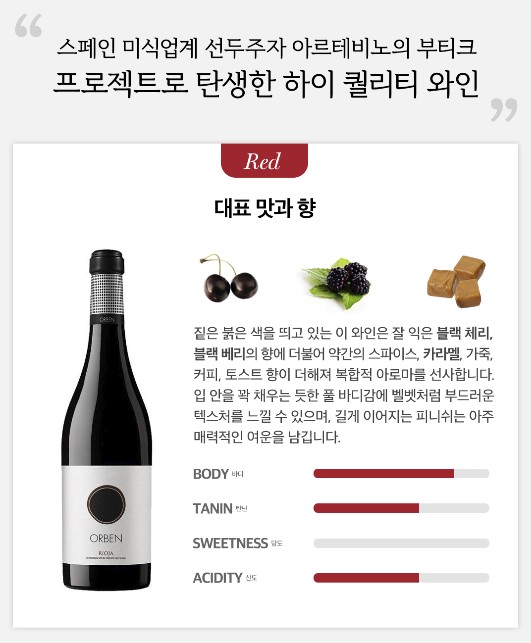 스페인 미식업계 선두주자 아르테비노의 부티크
프로젝트로 탄생한 하이 퀄리티 와인
Red
대표 맛과 향
짙은 붉은 색을 띄고 있는 이 와인은 잘 익은 블랙 체리,
블랙 베리의 향에 더불어 약간의 스파이스, 카라멜, 가죽,
커피, 토스트 향이 더해져 복합적 아로마를 선사합니다.
입 안을 꽉 채우는 듯한 풀 바디감에 벨벳처럼 부드러운
텍스처를 느낄 수 있으며, 길게 이어지는 피니쉬는 아주
매력적인 여운을 남깁니다.
ORBEN
ORBEN
RIOJA
BODY 바디
TANIN 탄닌
SWEETNESS 당도
ACIDITY 산도